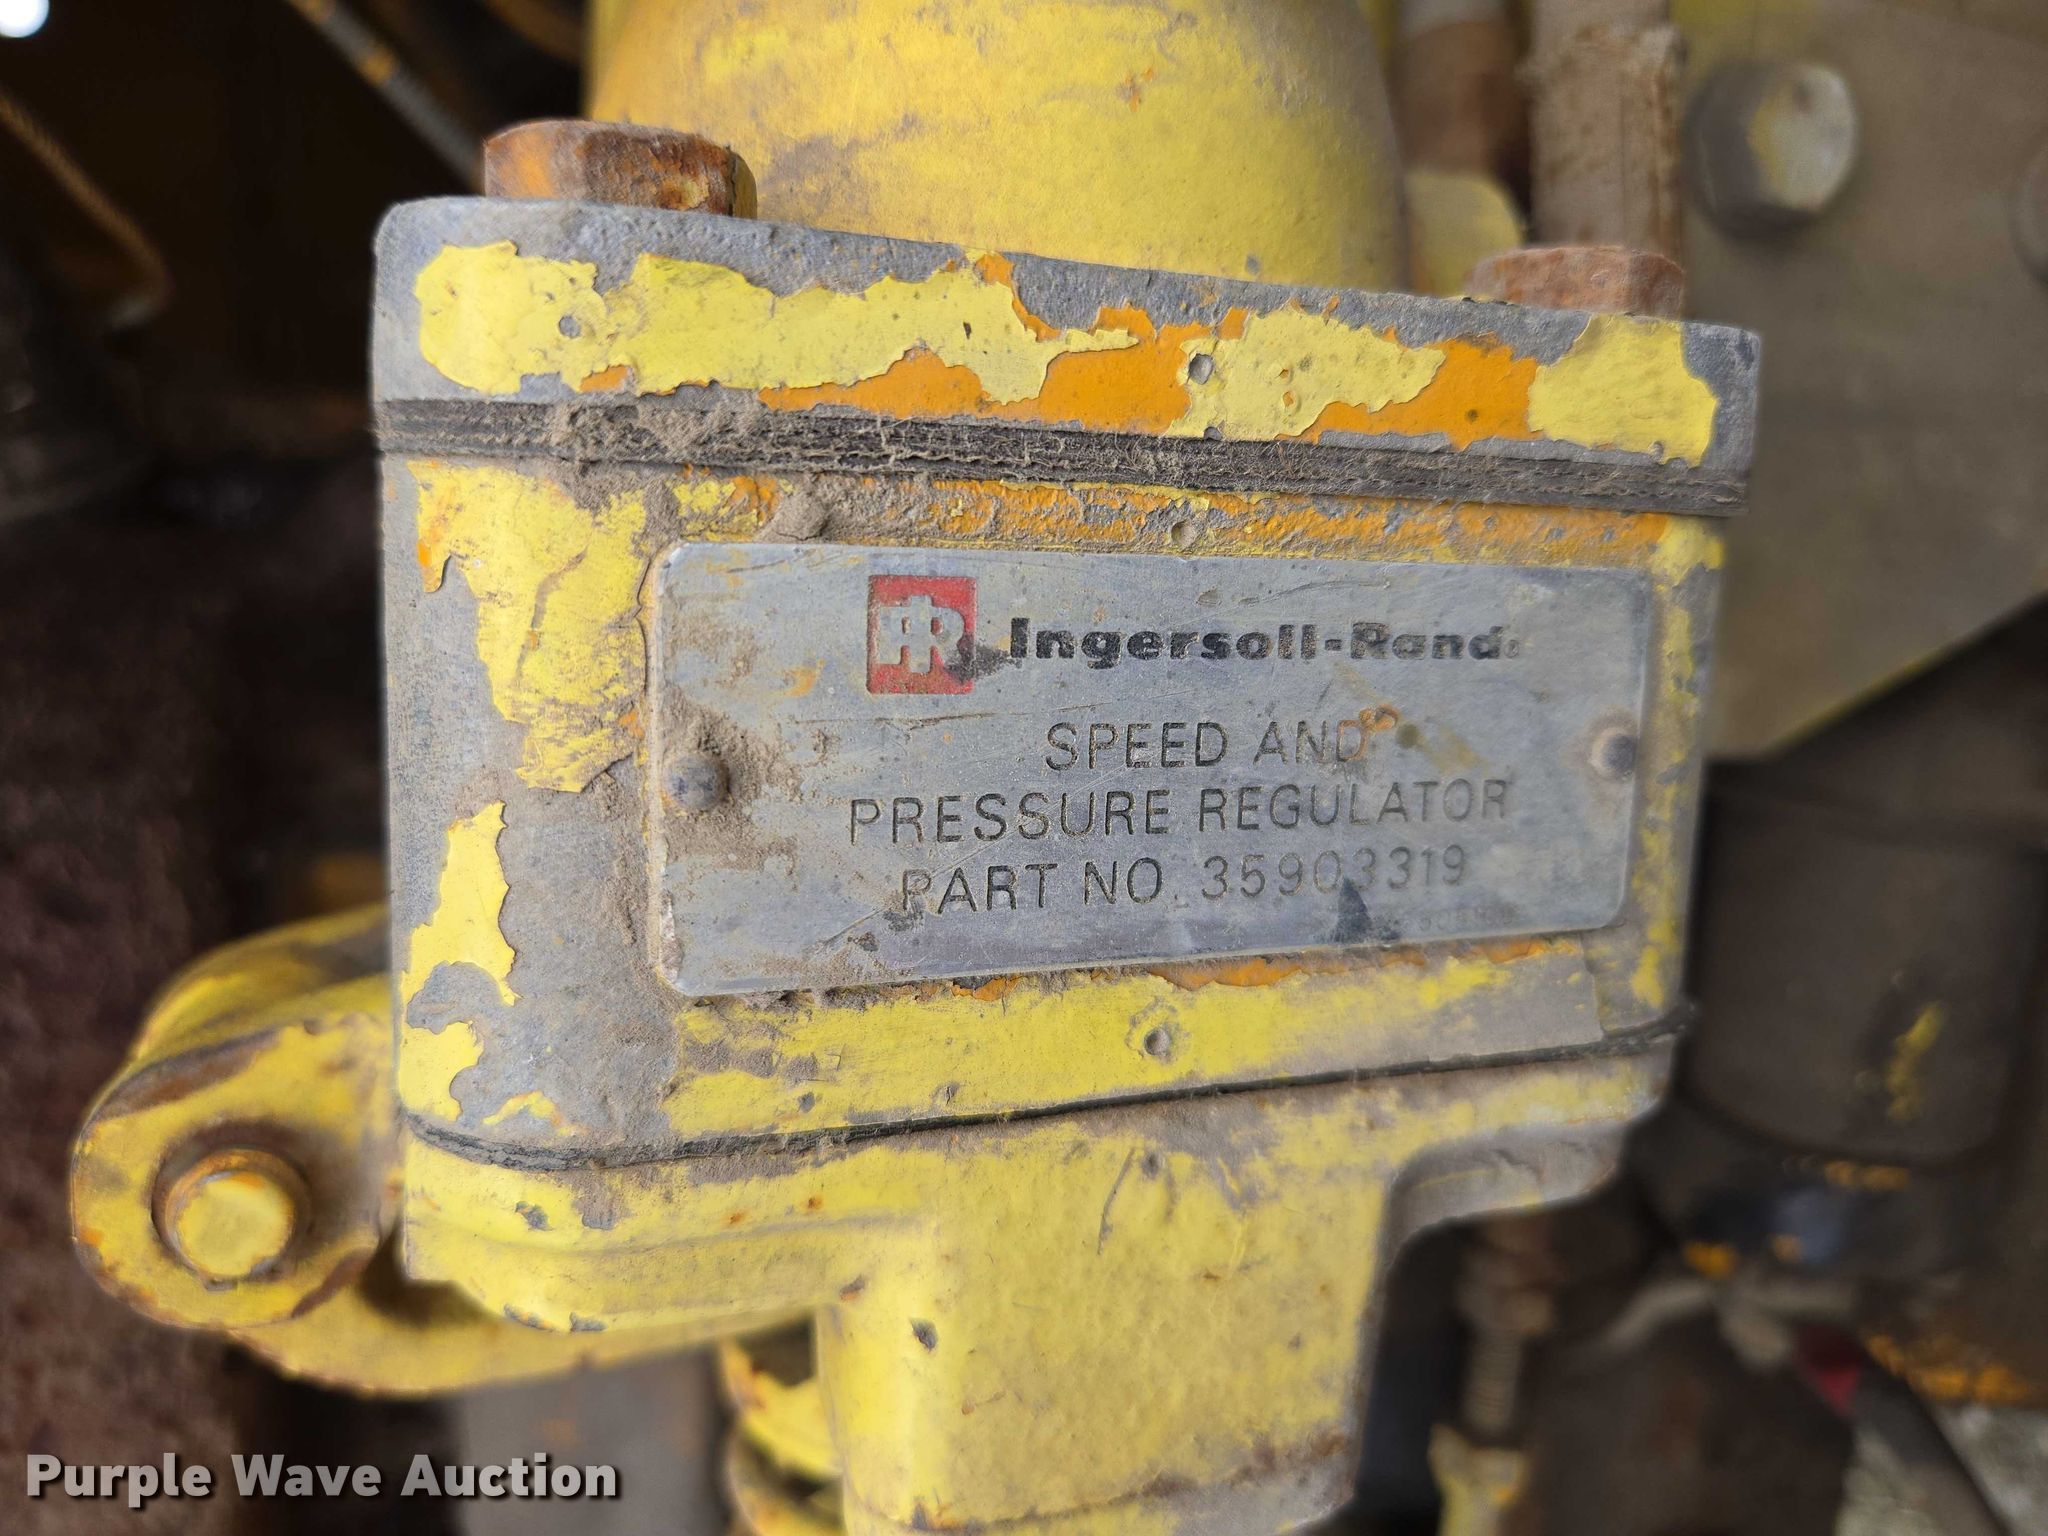 IR Ingersoll-Rand®
SPEED AND
PRESSURE REGULATOR
PART NO. 35903319
Purple Wave Auction